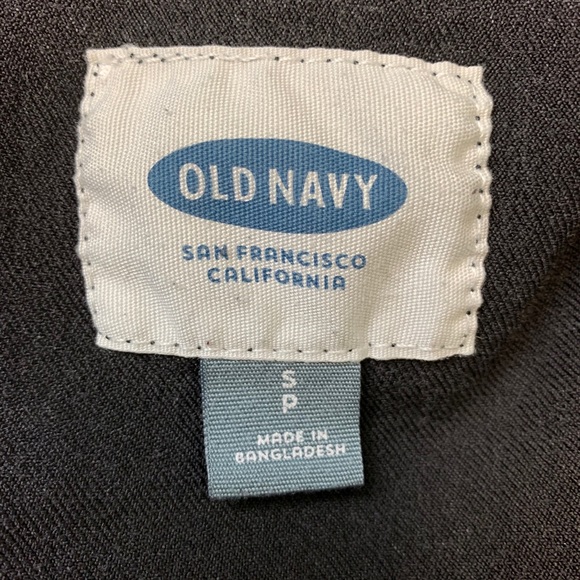 OLD NAVY
SAN FRANCISCO
CALIFORNIA
S
P
MADE IN
BANGLADESH